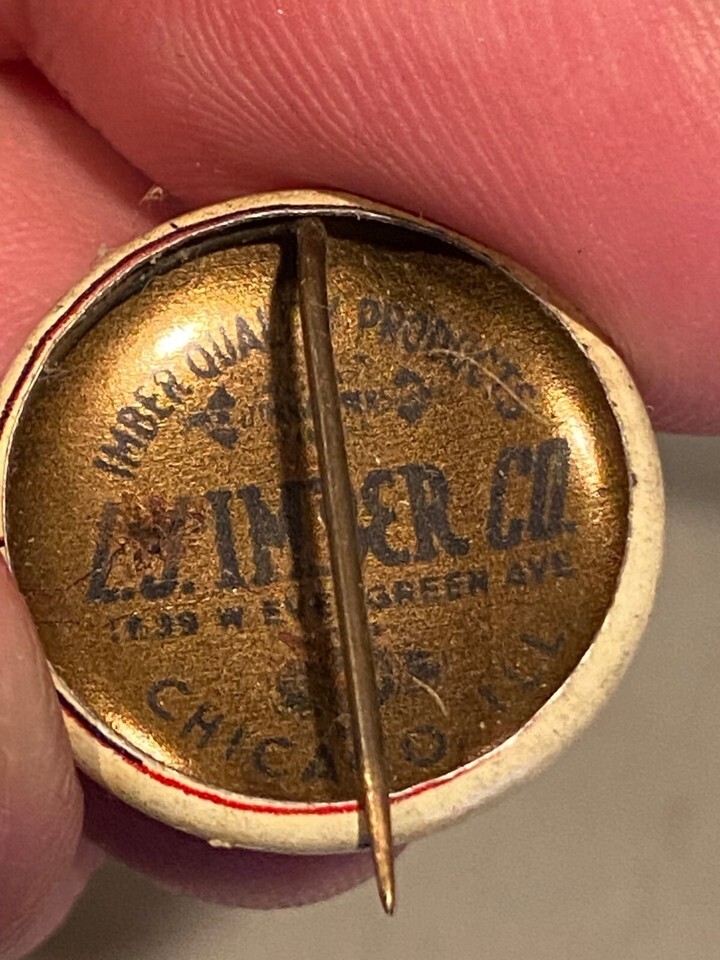 IMBER QUALITY PRODUCTS
L.J. IMBER CO.
W EVERGREEN AVE
CHICAGO ILL